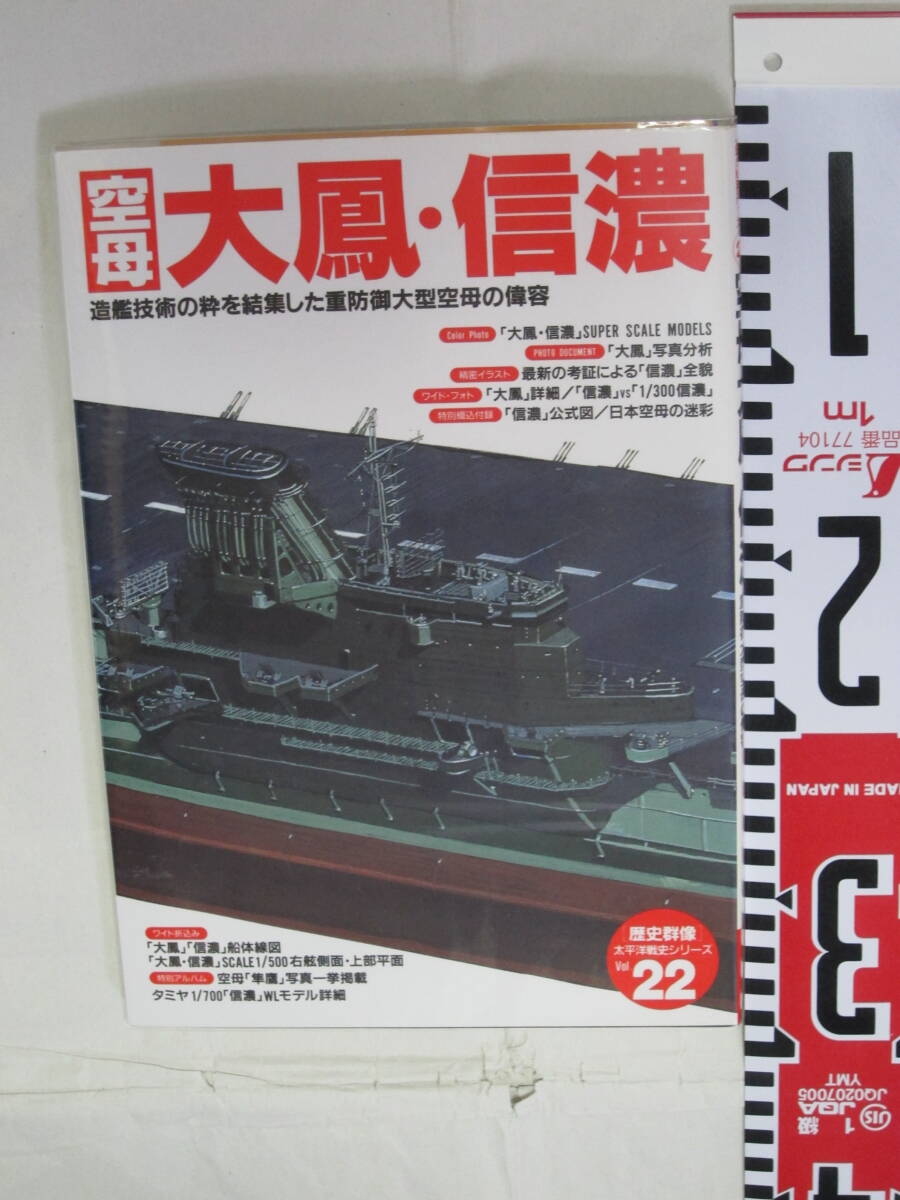 空母
大鳳・信濃
造艦技術の粋を結集した重防御大型空母の偉容
Color Photo 「大鳳・信濃」SUPER SCALE MODELS
PHOTO DOCUMENT 「大鳳」写真分析
精密イラスト 最新の考証による「信濃」全貌
ワイド・フォト 「大鳳」詳細/「信濃」vs「1/300信濃」
特別綴込付録 「信濃」公式図/日本空母の迷彩
ワイド折込み
「大鳳」「信濃」船体線図
「大鳳・信濃」SCALE1/500右舷側面・上部平面
特別アルバム 空母「隼鷹」写真一挙掲載
タミヤ1/700「信濃」WLモデル詳細
歴史群像
太平洋戦史シリーズ
Vol 22
1
1m
品番 77104
シンワ
2
MADE IN JAPAN
3
YMT
JQ0207005
JQA
1級
JIS
4